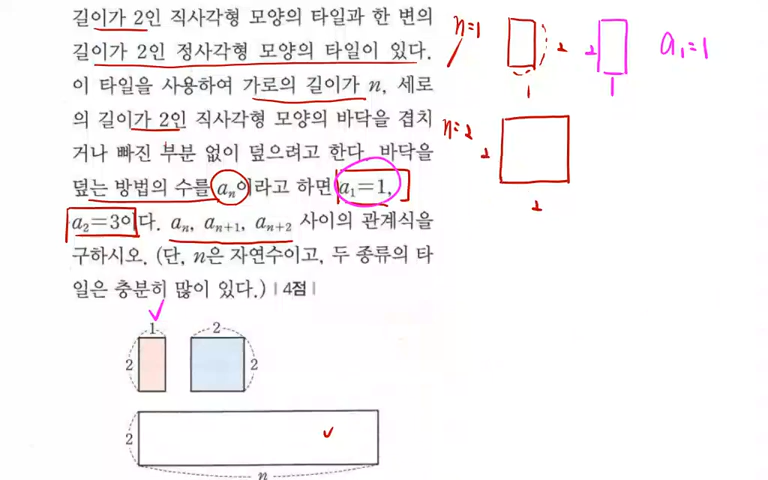 길이가 2인 직사각형 모양의 타일과 한 변의
길이가 2인 정사각형 모양의 타일이 있다.
이 타일을 사용하여 가로의 길이가 n, 세로
의 길이가 2인 직사각형 모양의 바닥을 겹치
거나 빠진 부분 없이 덮으려고 한다. 바닥을
덮는 방법의 수를 aₙ이라고 하면 a₁=1,
a₂=3이다. aₙ, aₙ₊₁, aₙ₊₂ 사이의 관계식을
구하시오. (단, n은 자연수이고, 두 종류의 타
일은 충분히 많이 있다.) | 4점 |
1 2
2 2
2
n
n=1 2 2 a₁=1
1 1
n=2
2
2